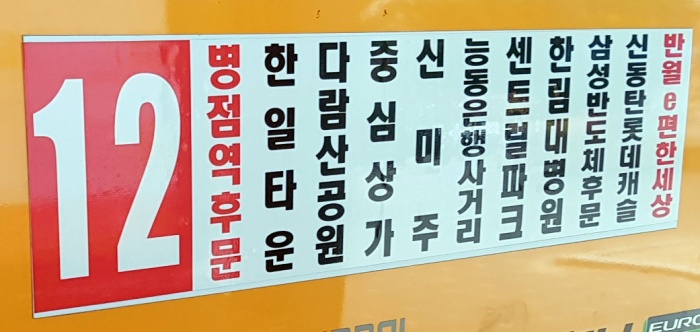 12
병점역후문
한일타운
다람산공원
중심상가
신미주
능동은행사거리
센트럴파크
한림대병원
삼성반도체후문
신동탄롯데캐슬
반월e편한세상
EURO